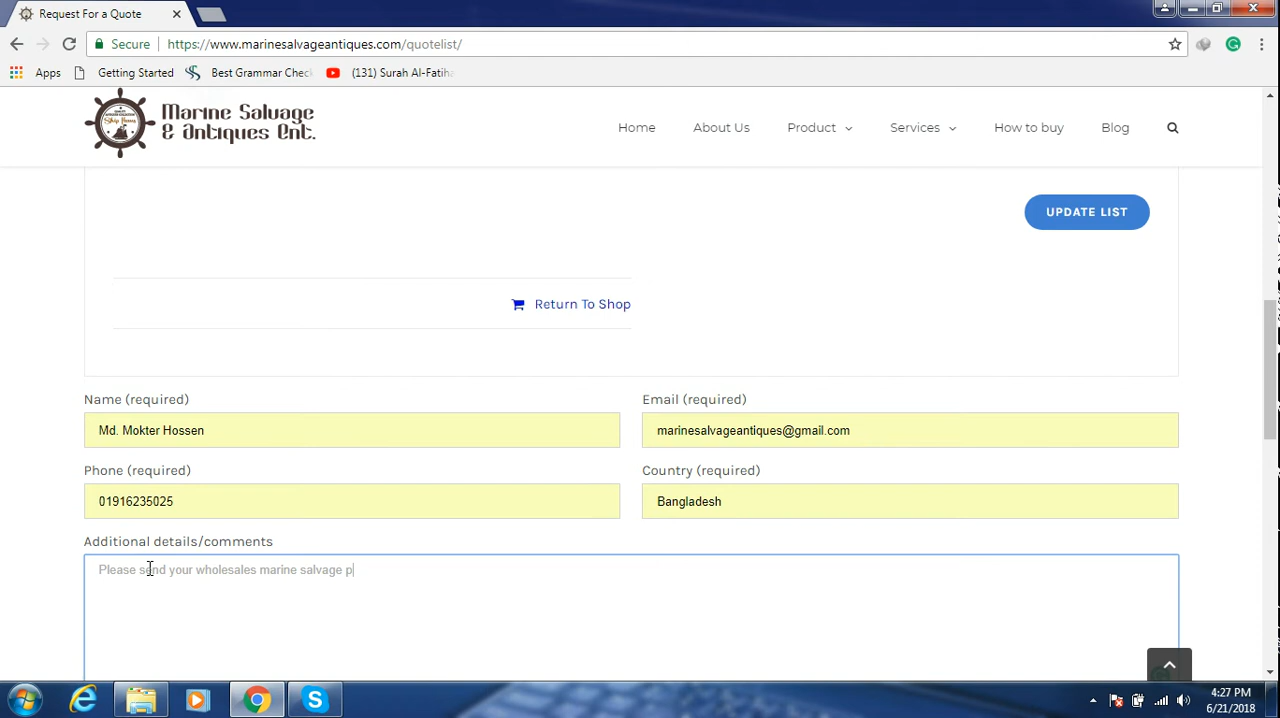 Request For a Quote
Secure
https://www.marinesalvageantiques.com/quotelist/
Apps
Getting Started
Best Grammar Chec
(131) Surah Al-Fatiha
Marine Salvage
& Antiques Ent.
Home
About Us
Product
Services
How to buy
Blog
UPDATE LIST
Return To Shop
Name (required)
Email (required)
Md. Mokter Hossen
marinesalvageantiques@gmail.com
Phone (required)
Country (required)
01916235025
Bangladesh
Additional details/comments
Please send your wholesales marine salvage p
4:27 PM
6/21/2018